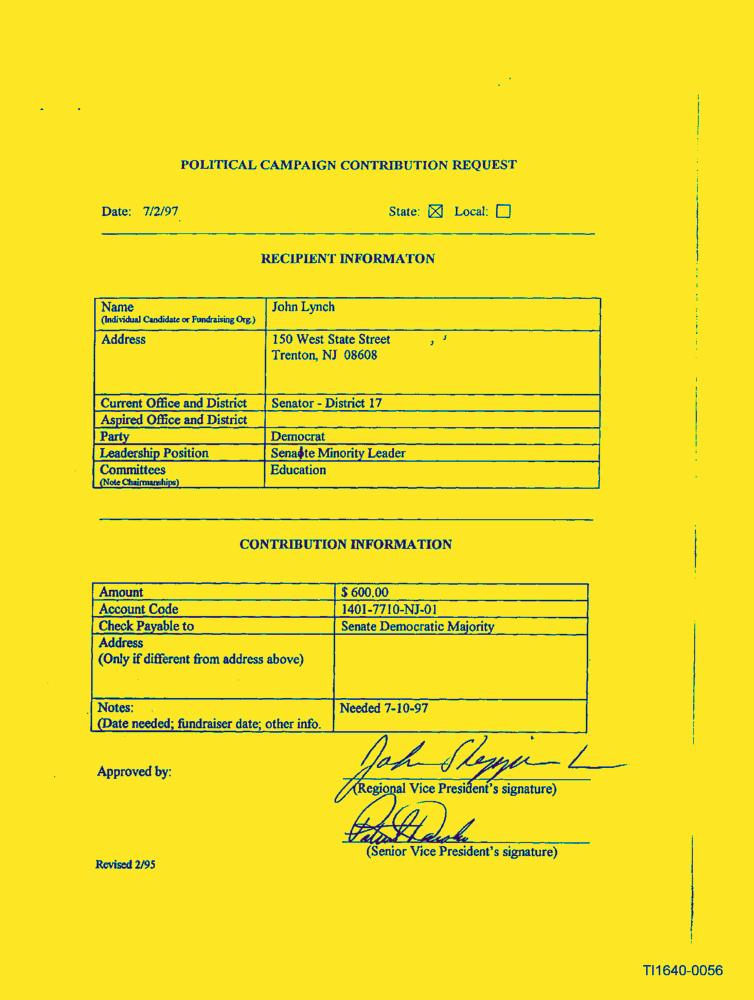 POLITICAL CAMPAIGN CONTRIBUTION REQUEST
Date: 7/2/97
State: ☒ Local: ☐
RECIPIENT INFORMATON
Name
(Individual Candidate or Fundraising Org.)
John Lynch
Address
150 West State Street
Trenton, NJ 08608
Current Office and District
Senator - District 17
Aspired Office and District
Party
Democrat
Leadership Position
Senate Minority Leader
Committees
(Note Chairmanships)
Education
CONTRIBUTION INFORMATION
Amount
$ 600.00
Account Code
1401-7710-NJ-01
Check Payable to
Senate Democratic Majority
Address
(Only if different from address above)
Notes:
(Date needed; fundraiser date; other info.
Needed 7-10-97
Approved by:
John
(Regional Vice President's signature)
(Senior Vice President's signature)
Revised 2/95
TI1640-0056